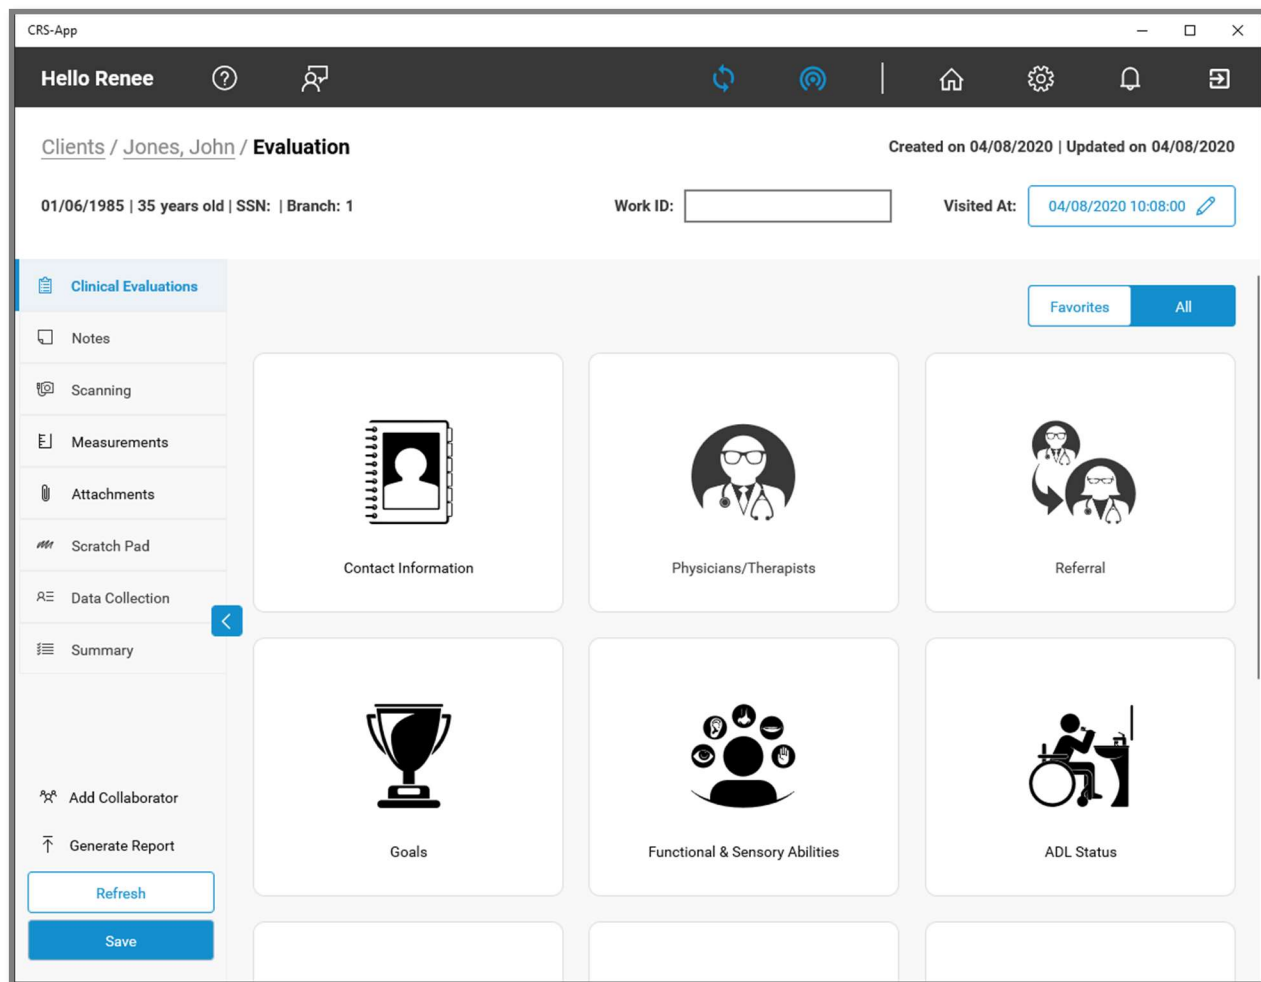 CRS-App
Hello Renee
Clients / Jones, John / Evaluation
Created on 04/08/2020 | Updated on 04/08/2020
01/06/1985 | 35 years old | SSN: | Branch: 1
Work ID:
Visited At:
04/08/2020 10:08:00
Clinical Evaluations
Notes
Scanning
Measurements
Attachments
Scratch Pad
Data Collection
Summary
Add Collaborator
Generate Report
Refresh
Save
Favorites
All
Contact Information
Physicians/Therapists
Referral
Goals
Functional & Sensory Abilities
ADL Status